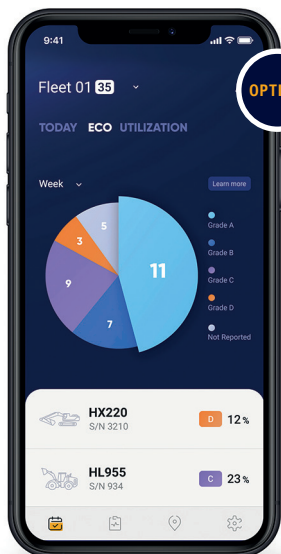 9:41
Fleet 01 35
TODAY ECO UTILIZATION
Week
Learn more
11
7
9
3
5
Grade A
Grade B
Grade C
Grade D
Not Reported
HX220
S/N 3210
D 12%
HL955
S/N 934
C 23%